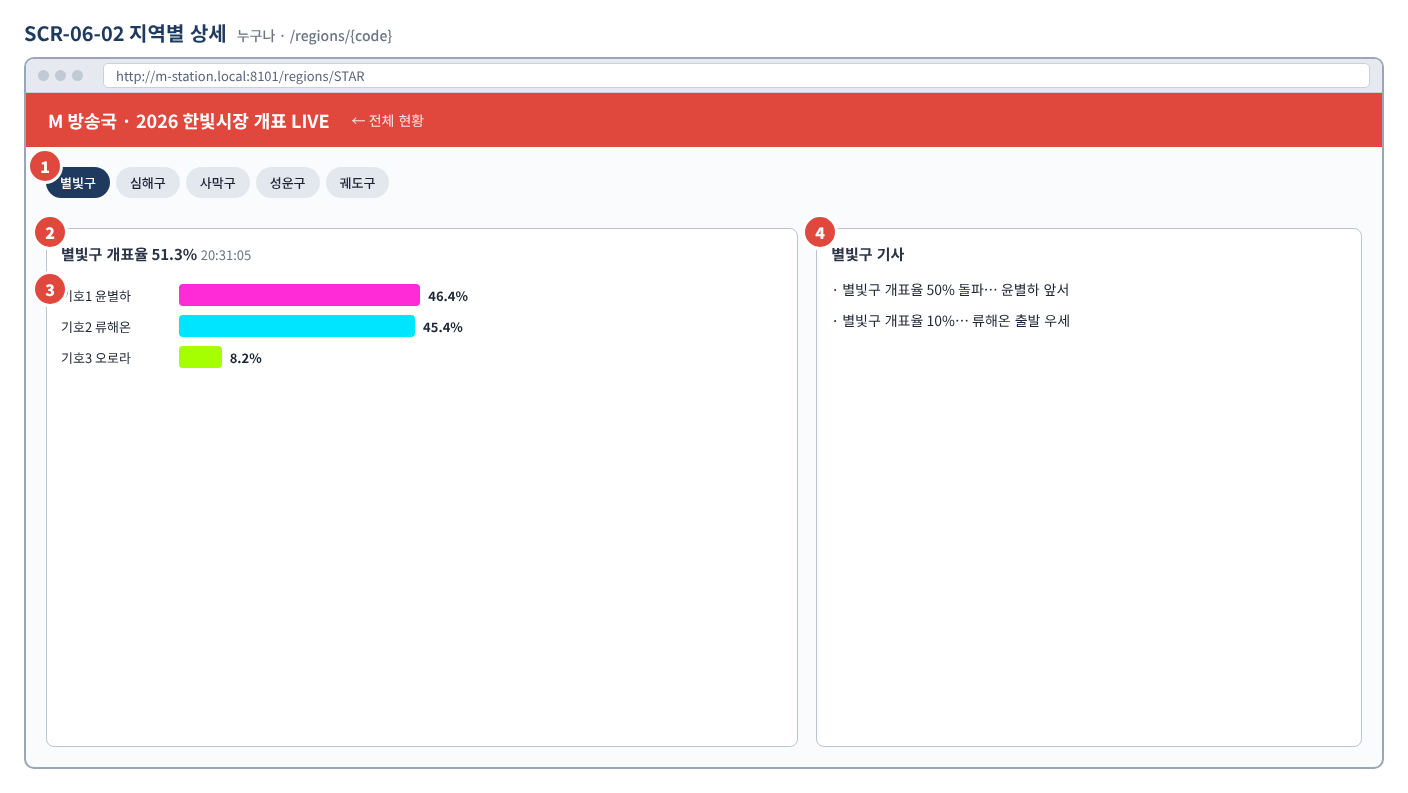 SCR-06-02 지역별 상세 누구나 · /regions/{code}
http://m-station.local:8101/regions/STAR
M 방송국 · 2026 한빛시장 개표 LIVE ← 전체 현황
1
별빛구 심해구 사막구 성운구 궤도구
2
별빛구 개표율 51.3% 20:31:05
3
기호1 윤별하 46.4%
기호2 류해온 45.4%
기호3 오로라 8.2%
4
별빛구 기사
· 별빛구 개표율 50% 돌파… 윤별하 앞서
· 별빛구 개표율 10%… 류해온 출발 우세